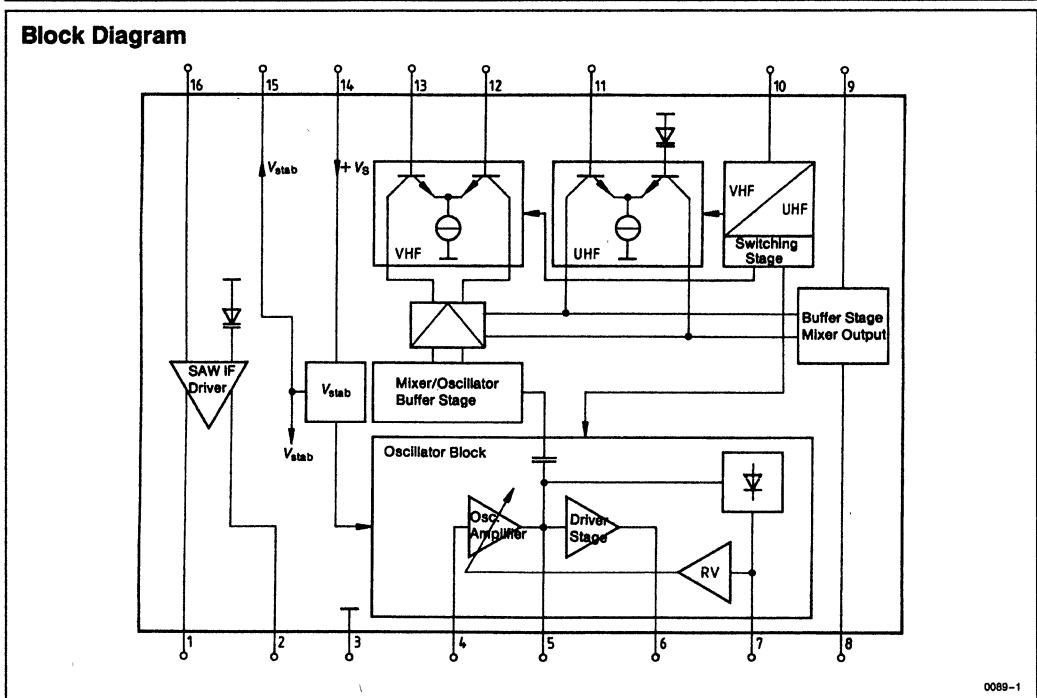 Block Diagram
16
15
14
13
12
11
10
9
Vstab
+ VS
VHF
UHF
VHF
UHF
Switching
Stage
Buffer Stage
Mixer Output
SAW IF
Driver
Vstab
Mixer/Oscillator
Buffer Stage
Vstab
Oscillator Block
Osc.
Amplifier
Driver
Stage
RV
1
2
3
4
5
6
7
8
0089-1